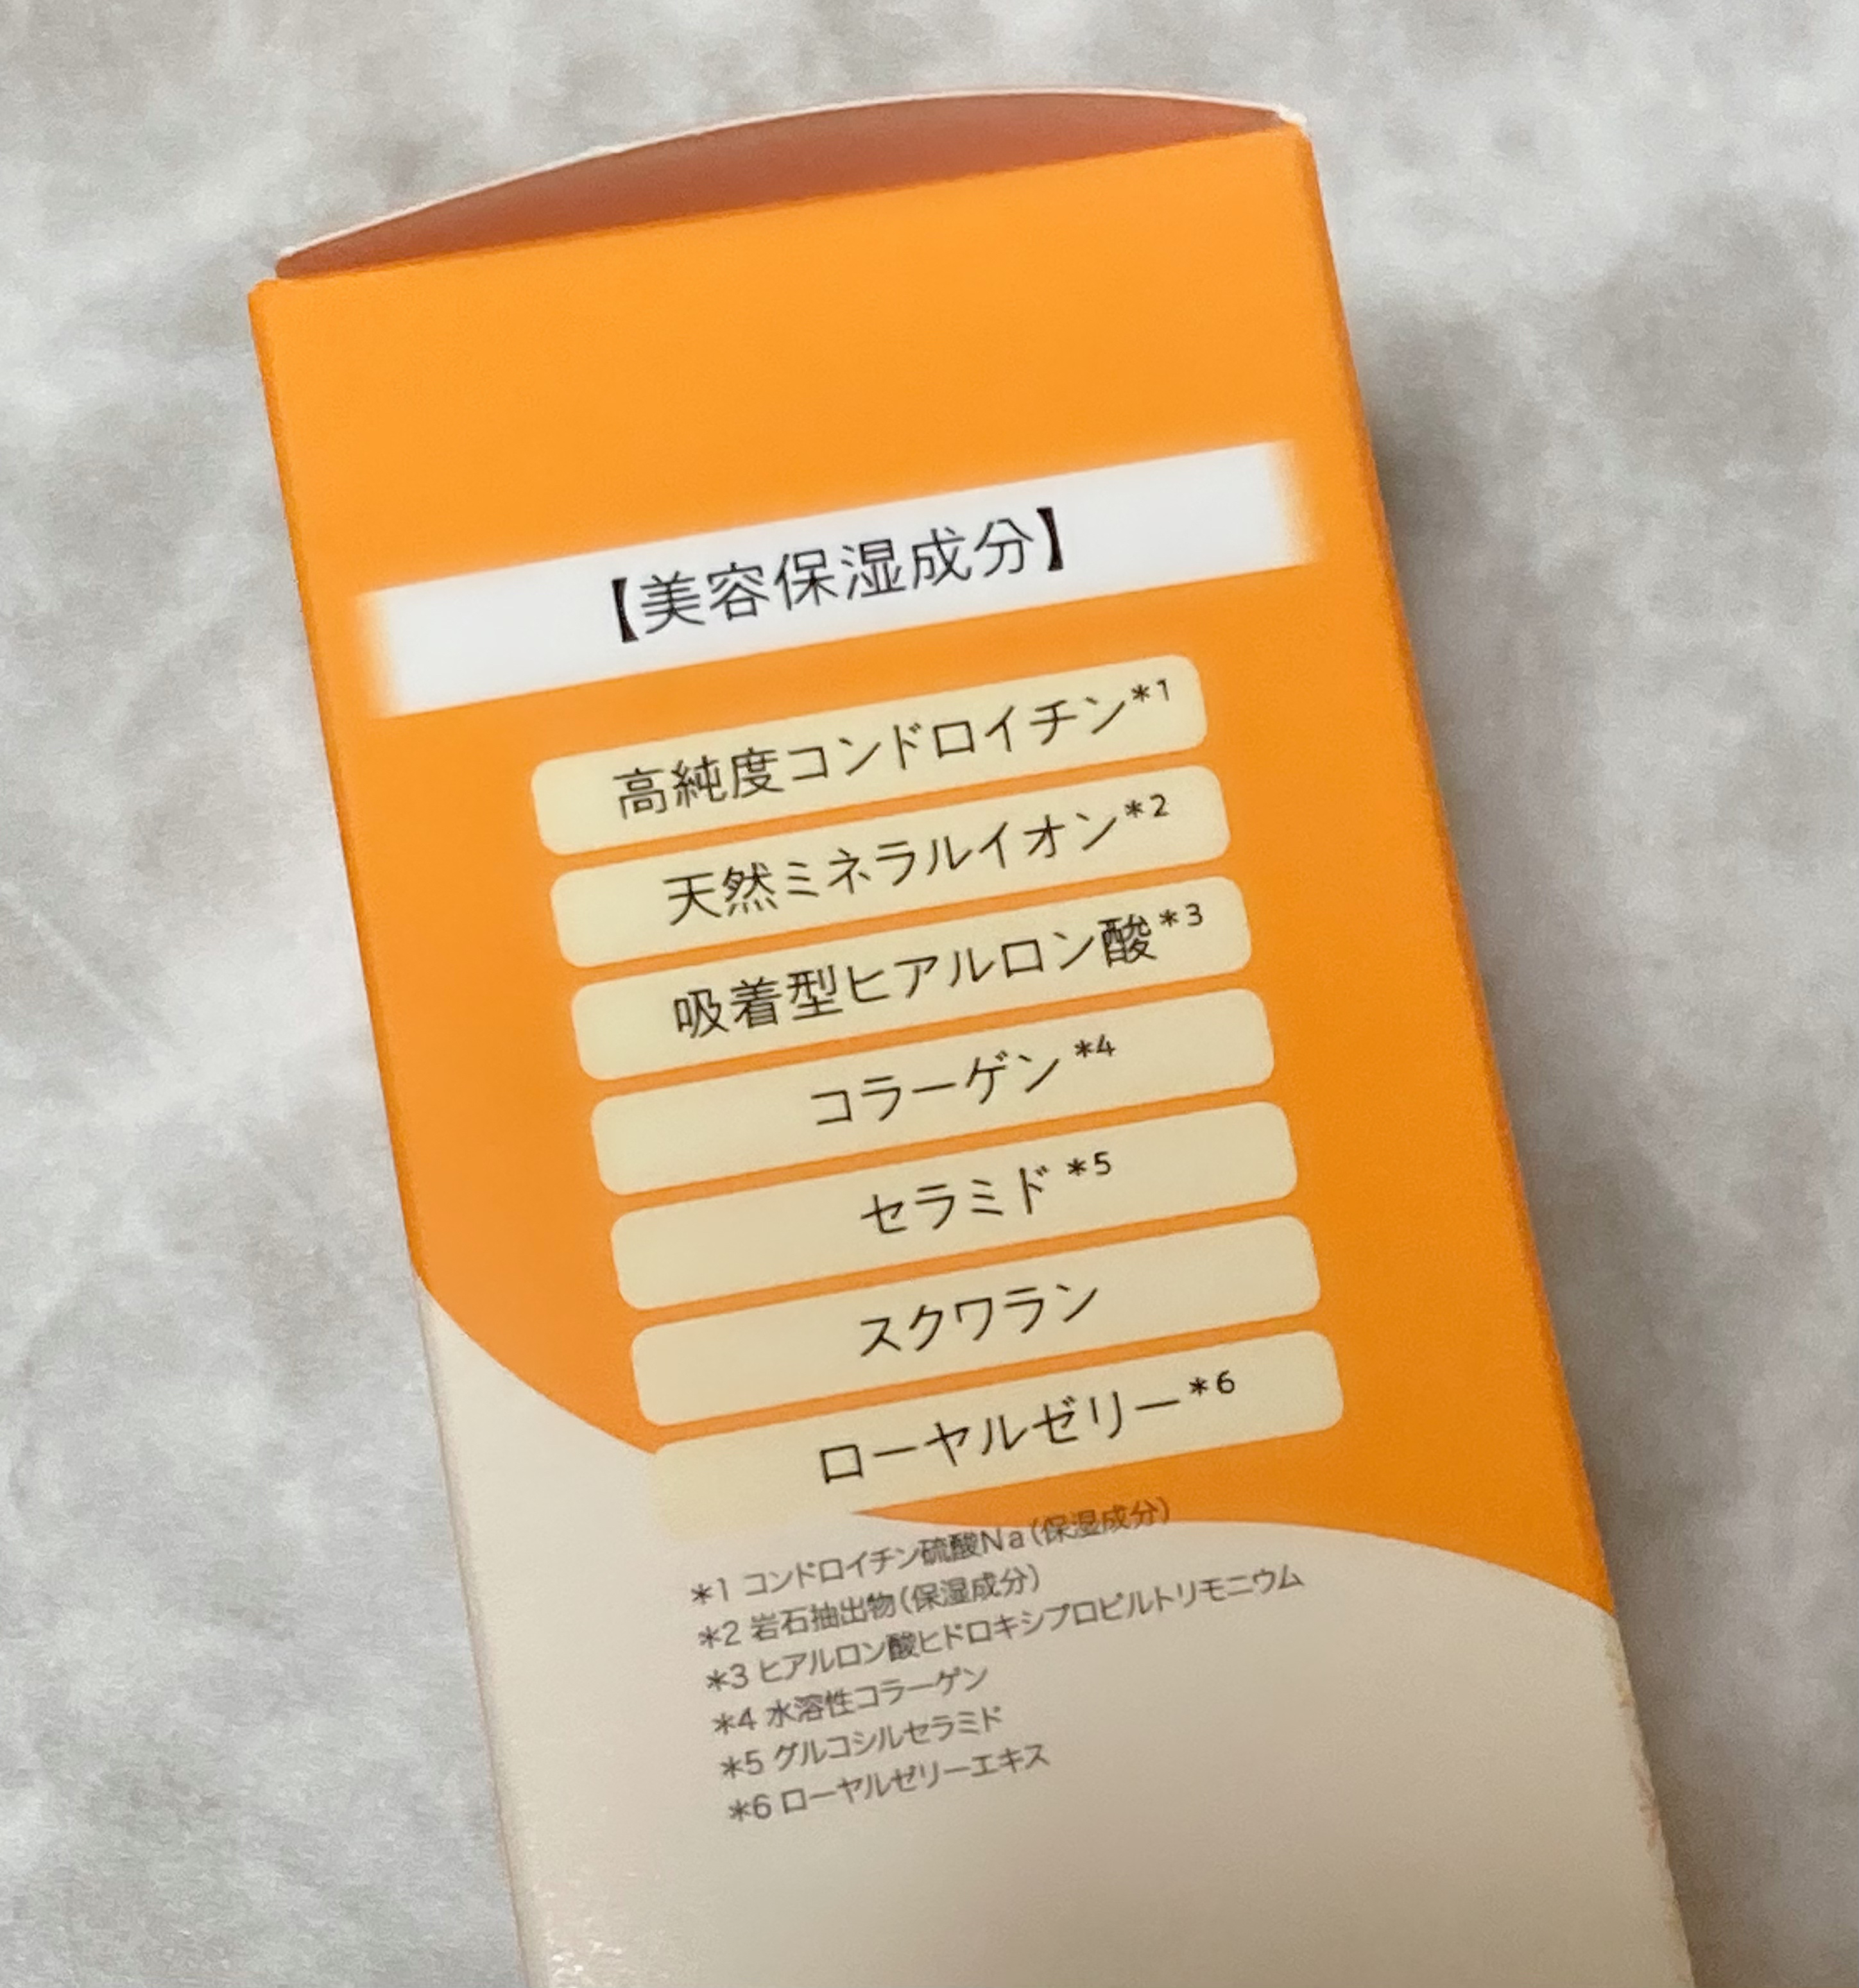 【美容保湿成分】
高純度コンドロイチン*1
天然ミネラルイオン*2
吸着型ヒアルロン酸*3
コラーゲン*4
セラミド*5
スクワラン
ローヤルゼリー*6
*1 コンドロイチン硫酸Na(保湿成分)
*2 岩石抽出物(保湿成分)
*3 ヒアルロン酸ヒドロキシプロピルトリモニウム
*4 水溶性コラーゲン
*5 グルコシルセラミド
*6 ローヤルゼリーエキス